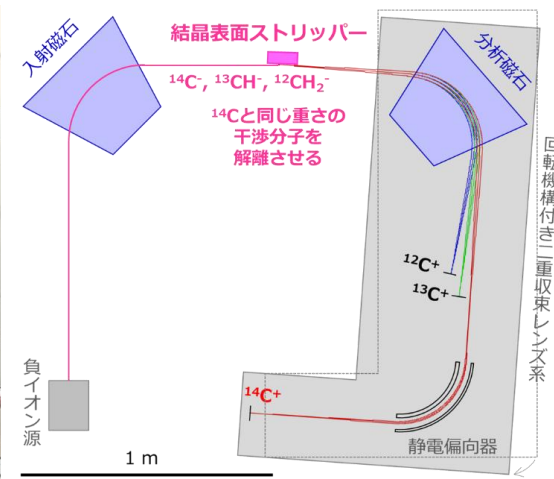 入射磁石
結晶表面ストリッパー
分析磁石
¹⁴C⁻, ¹³CH⁻, ¹²CH₂⁻
¹⁴Cと同じ重さの
干渉分子を
解離させる
回転機構付き二重収束レンズ系
¹²C⁺
¹³C⁺
負イオン源
¹⁴C⁺
静電偏向器
1 m